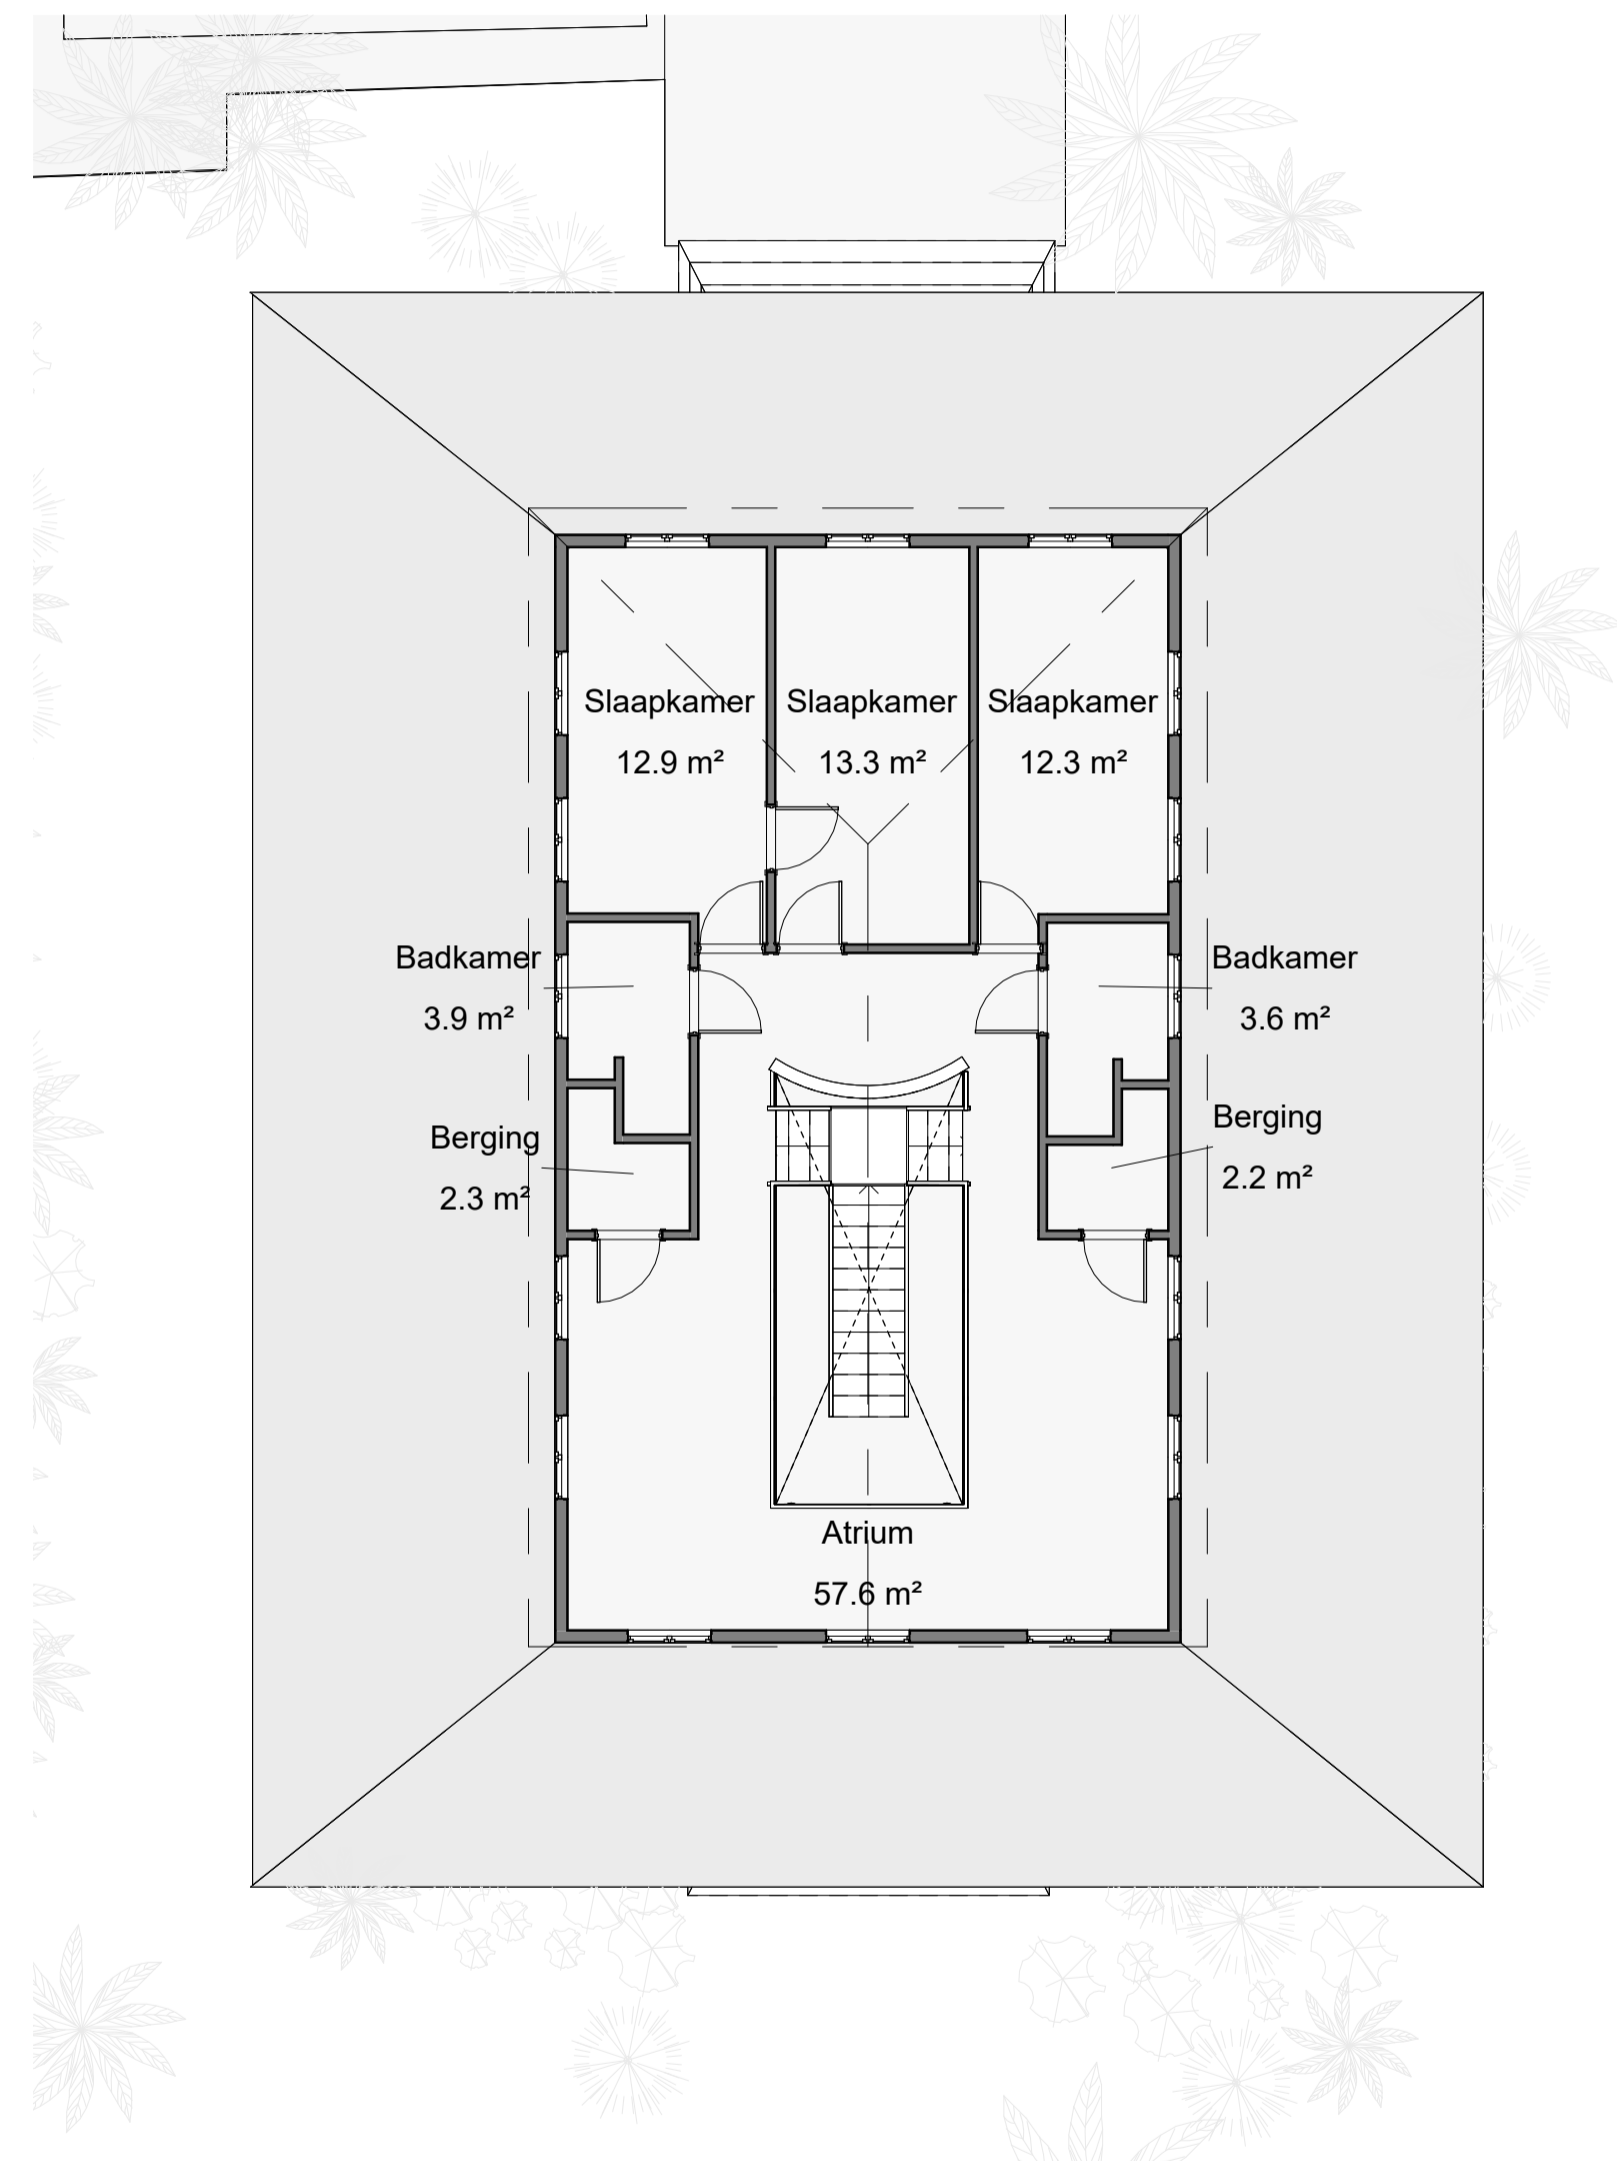 Slaapkamer
12.9 m²
Slaapkamer
13.3 m²
Slaapkamer
12.3 m²
Badkamer
3.9 m²
Badkamer
3.6 m²
Berging
2.3 m²
Berging
2.2 m²
Atrium
57.6 m²